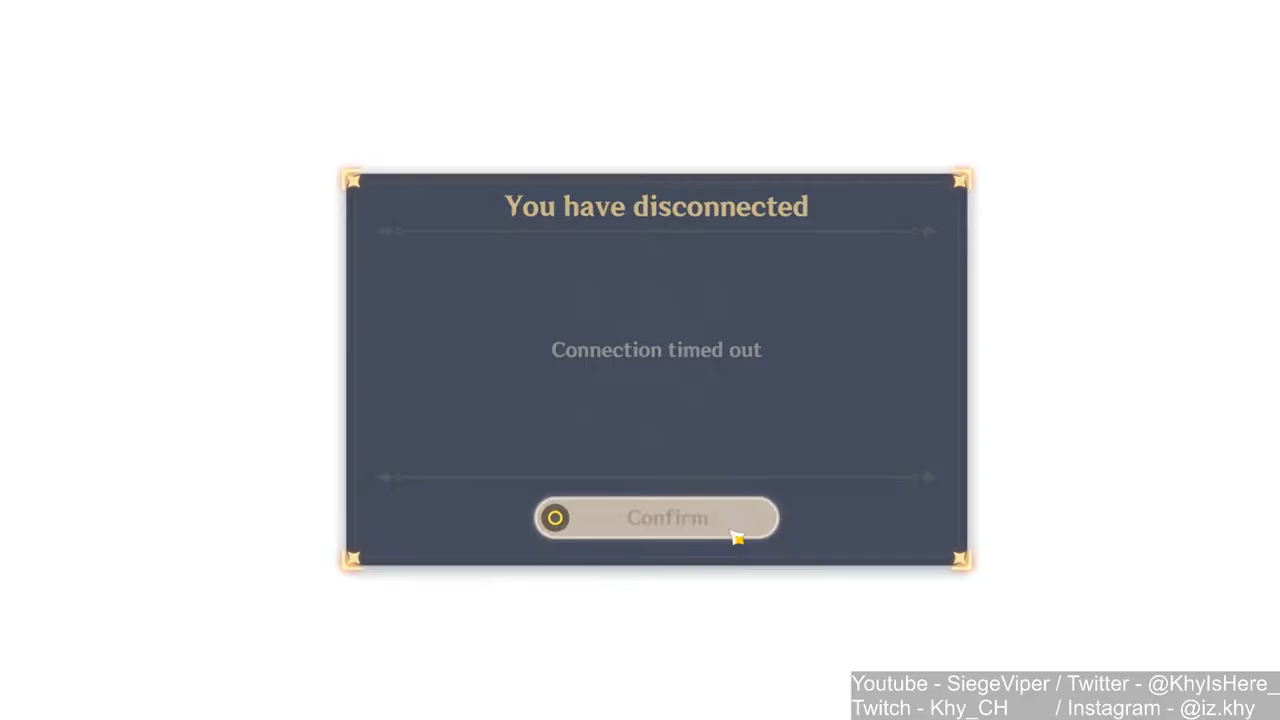 You have disconnected
Connection timed out
Confirm
Youtube - SiegeViper / Twitter - @KhyIsHere_
Twitch - Khy_CH / Instagram - @iz.khy